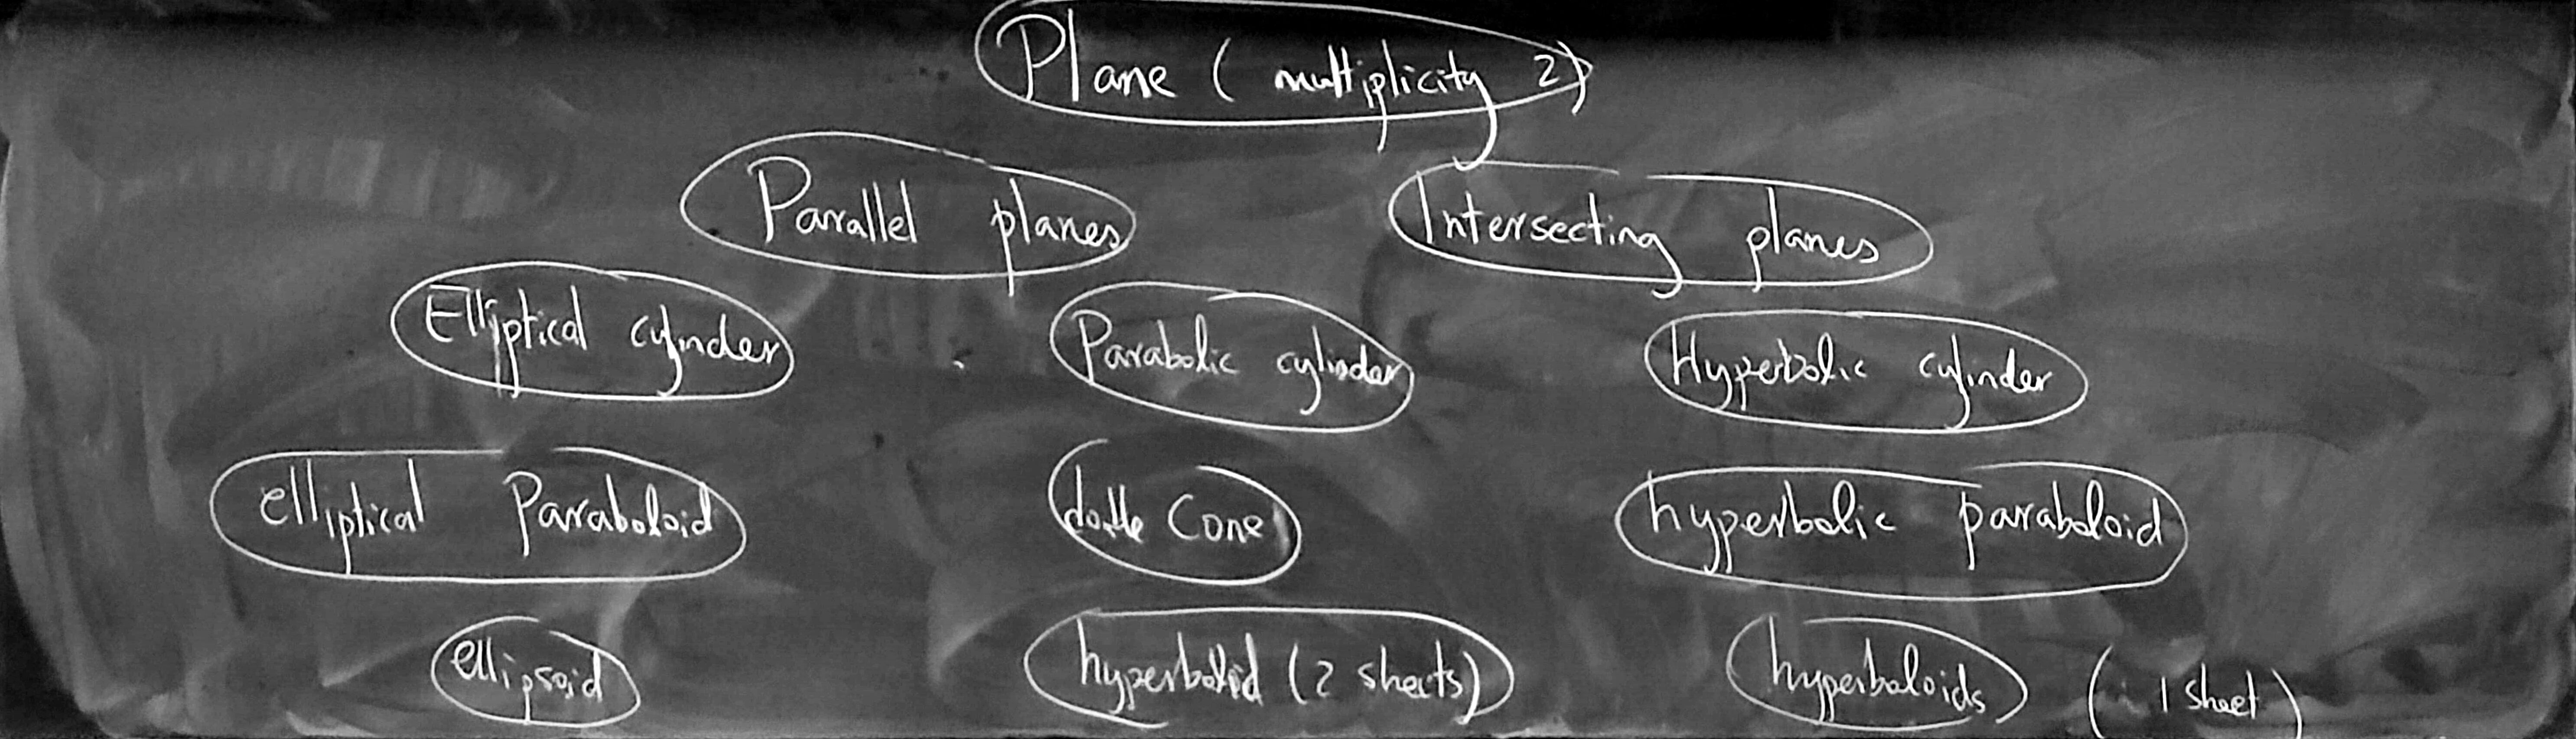 Plane ( multiplicity 2)
Parallel planes Intersecting planes
Elliptical cylinder Parabolic cylinder Hyperbolic cylinder
elliptical Paraboloid double Cone hyperbolic paraboloid
ellipsoid hyperboloid (2 sheets) hyperboloids ( 1 sheet )